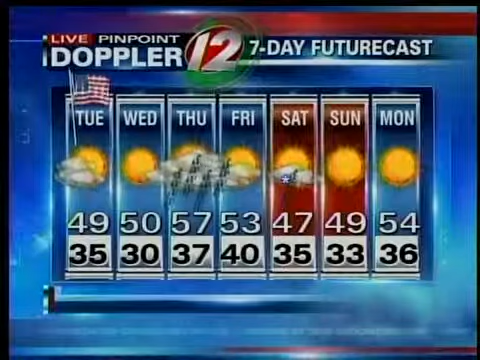 LIVE PINPOINT
DOPPLER 12 7-DAY FUTURECAST
TUE WED THU FRI SAT SUN MON
49 50 57 53 47 49 54
35 30 37 40 35 33 36